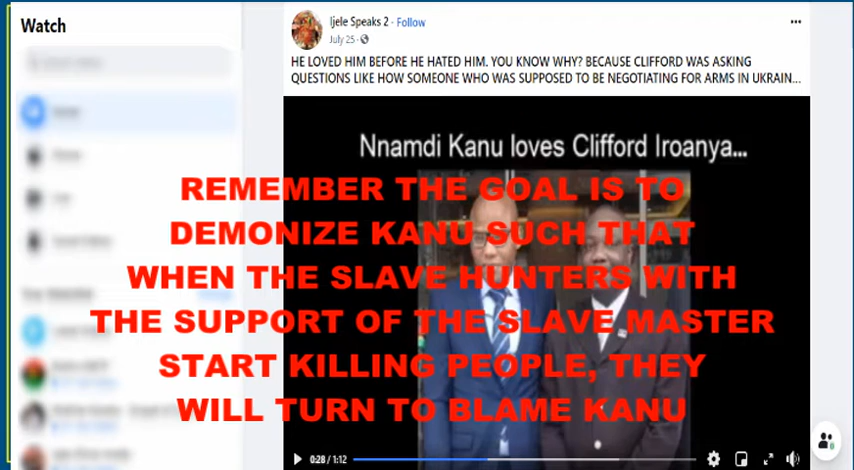 Watch
Ijele Speaks 2 · Follow
July 25 ·
HE LOVED HIM BEFORE HE HATED HIM. YOU KNOW WHY? BECAUSE CLIFFORD WAS ASKING
QUESTIONS LIKE HOW SOMEONE WHO WAS SUPPOSED TO BE NEGOTIATING FOR ARMS IN UKRAIN...
Nnamdi Kanu loves Clifford Iroanya...
REMEMBER THE GOAL IS TO
DEMONIZE KANU SUCH THAT
WHEN THE SLAVE HUNTERS WITH
THE SUPPORT OF THE SLAVE MASTER
START KILLING PEOPLE, THEY
WILL TURN TO BLAME KANU
0:28 / 1:12